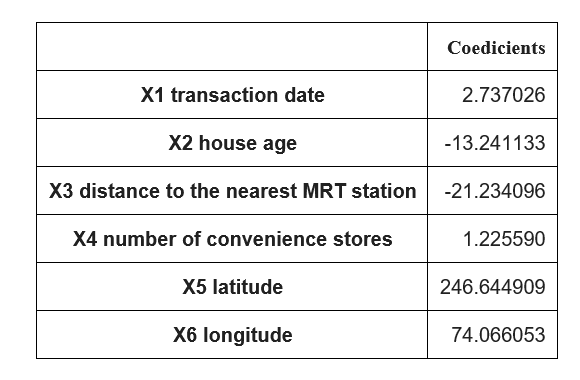 Coedicients
X1 transaction date 2.737026
X2 house age -13.241133
X3 distance to the nearest MRT station -21.234096
X4 number of convenience stores 1.225590
X5 latitude 246.644909
X6 longitude 74.066053